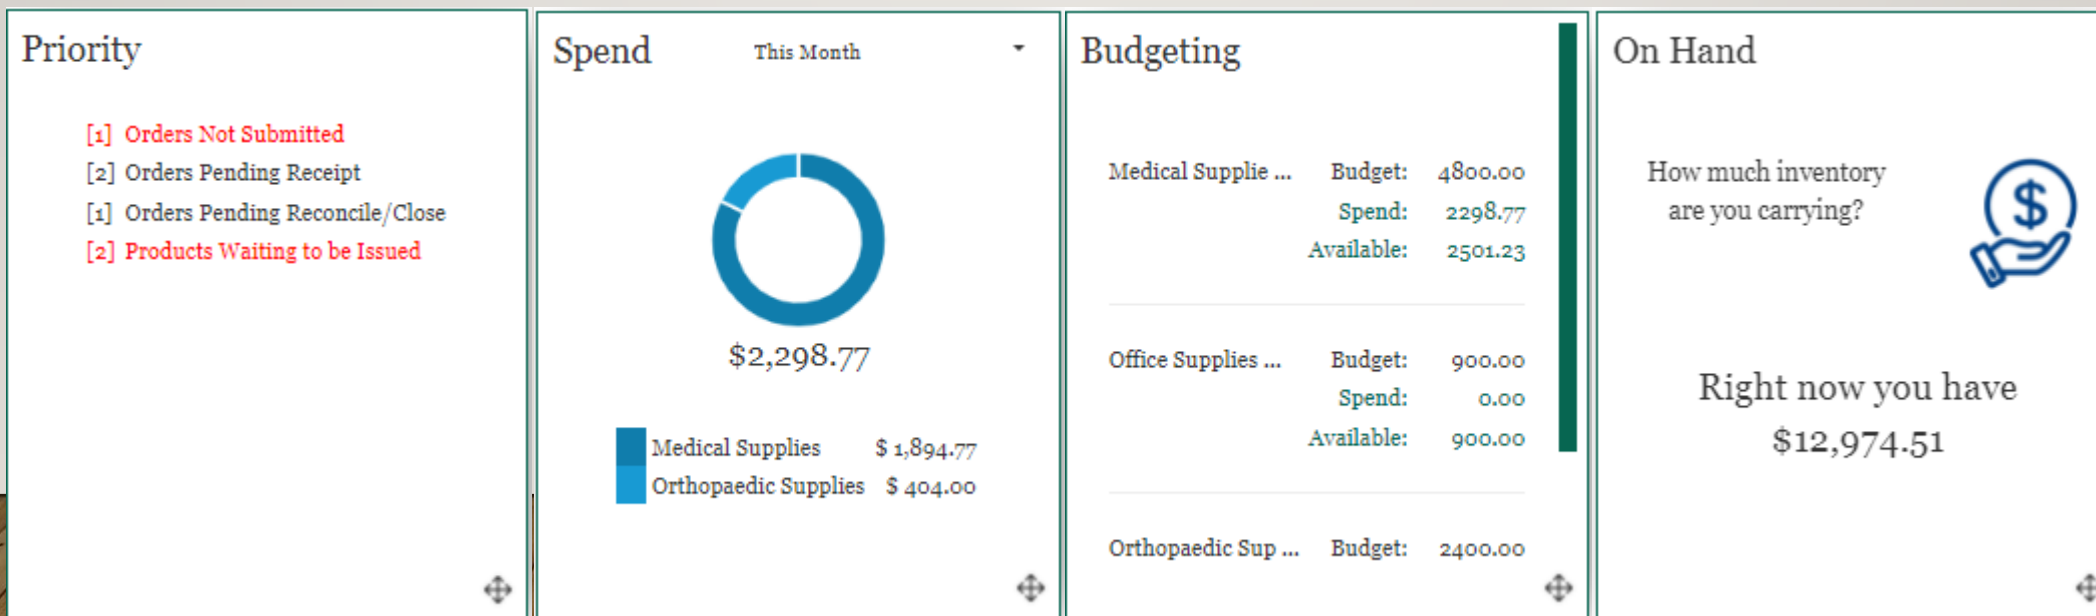 Priority
[1] Orders Not Submitted
[2] Orders Pending Receipt
[1] Orders Pending Reconcile/Close
[2] Products Waiting to be Issued
Spend This Month
$2,298.77
Medical Supplies $ 1,894.77
Orthopaedic Supplies $ 404.00
Budgeting
Medical Supplie ... Budget: 4800.00
Spend: 2298.77
Available: 2501.23
Office Supplies ... Budget: 900.00
Spend: 0.00
Available: 900.00
Orthopaedic Sup ... Budget: 2400.00
On Hand
How much inventory
are you carrying?
$
Right now you have
$12,974.51